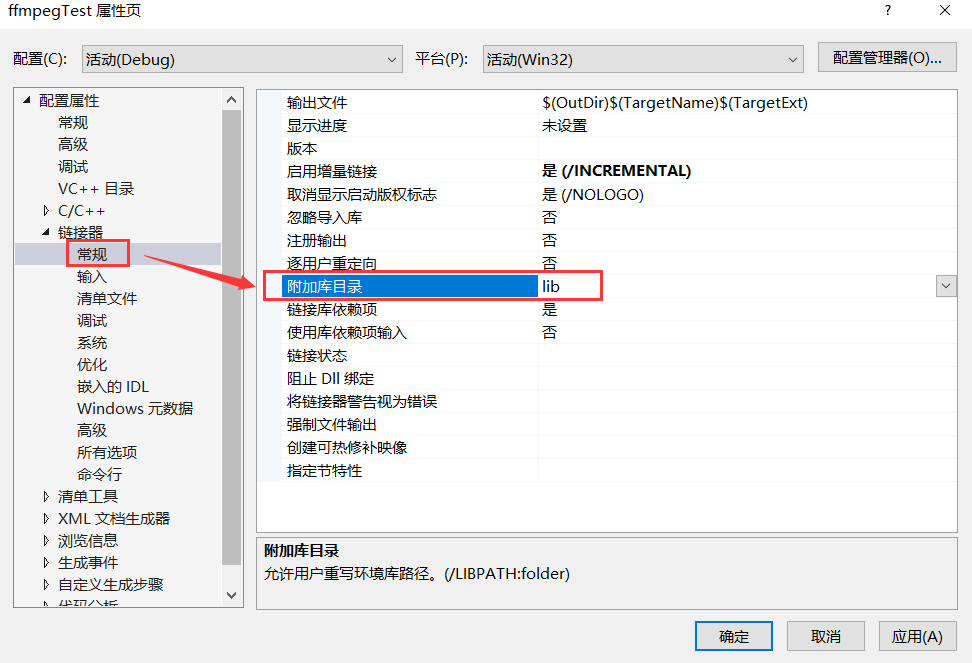 ffmpegTest 属性页
?
配置(C): 活动(Debug) 平台(P): 活动(Win32) 配置管理器(O)...
配置属性
常规
高级
调试
VC++ 目录
C/C++
链接器
常规
输入
清单文件
调试
系统
优化
嵌入的 IDL
Windows 元数据
高级
所有选项
命令行
清单工具
XML 文档生成器
浏览信息
生成事件
自定义生成步骤
代码分析
输出文件 $(OutDir)$(TargetName)$(TargetExt)
显示进度 未设置
版本
启用增量链接 是 (/INCREMENTAL)
取消显示启动版权标志 是 (/NOLOGO)
忽略导入库 否
注册输出 否
逐用户重定向 否
附加库目录 lib
链接库依赖项 是
使用库依赖项输入 否
链接状态
阻止 Dll 绑定
将链接器警告视为错误
强制文件输出
创建可热修补映像
指定节特性
附加库目录
允许用户重写环境库路径。(/LIBPATH:folder)
确定 取消 应用(A)